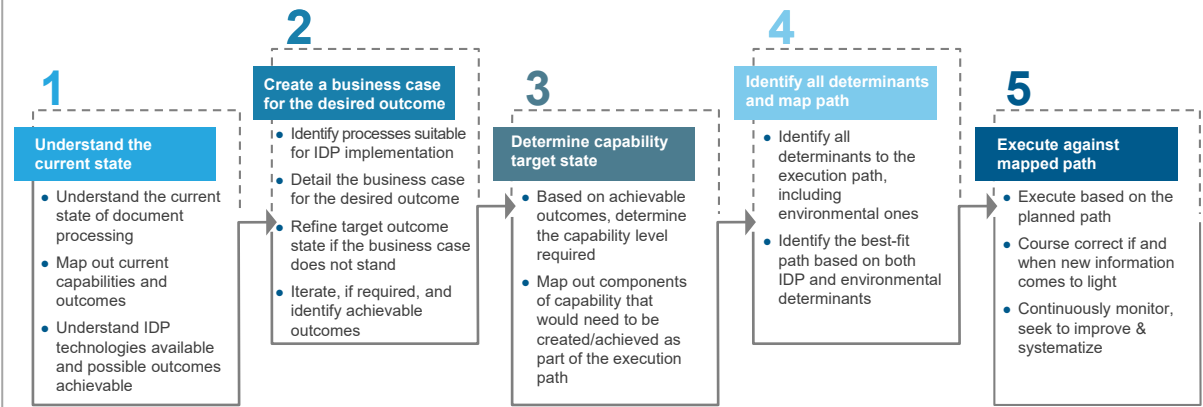 1
Understand the
current state
● Understand the current
state of document
processing
● Map out current
capabilities and
outcomes
● Understand IDP
technologies available
and possible outcomes
achievable
2
Create a business case
for the desired outcome
● Identify processes suitable
for IDP implementation
● Detail the business case
for the desired outcome
● Refine target outcome
state if the business case
does not stand
● Iterate, if required, and
identify achievable
outcomes
3
Determine capability
target state
● Based on achievable
outcomes, determine
the capability level
required
● Map out components
of capability that
would need to be
created/achieved as
part of the execution
path
4
Identify all determinants
and map path
● Identify all
determinants to the
execution path,
including
environmental ones
● Identify the best-fit
path based on both
IDP and environmental
determinants
5
Execute against
mapped path
● Execute based on the
planned path
● Course correct if and
when new information
comes to light
● Continuously monitor,
seek to improve &
systematize